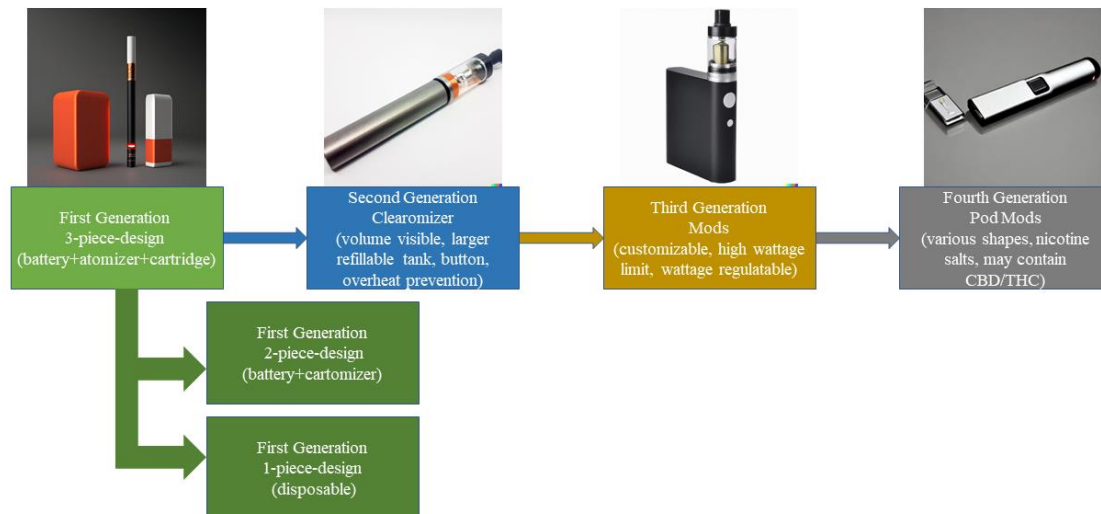 First Generation
3-piece-design
(battery+atomizer+cartridge)
Second Generation
Clearomizer
(volume visible, larger
refillable tank, button,
overheat prevention)
Third Generation
Mods
(customizable, high wattage
limit, wattage regulatable)
Fourth Generation
Pod Mods
(various shapes, nicotine
salts, may contain
CBD/THC)
First Generation
2-piece-design
(battery+cartomizer)
First Generation
1-piece-design
(disposable)